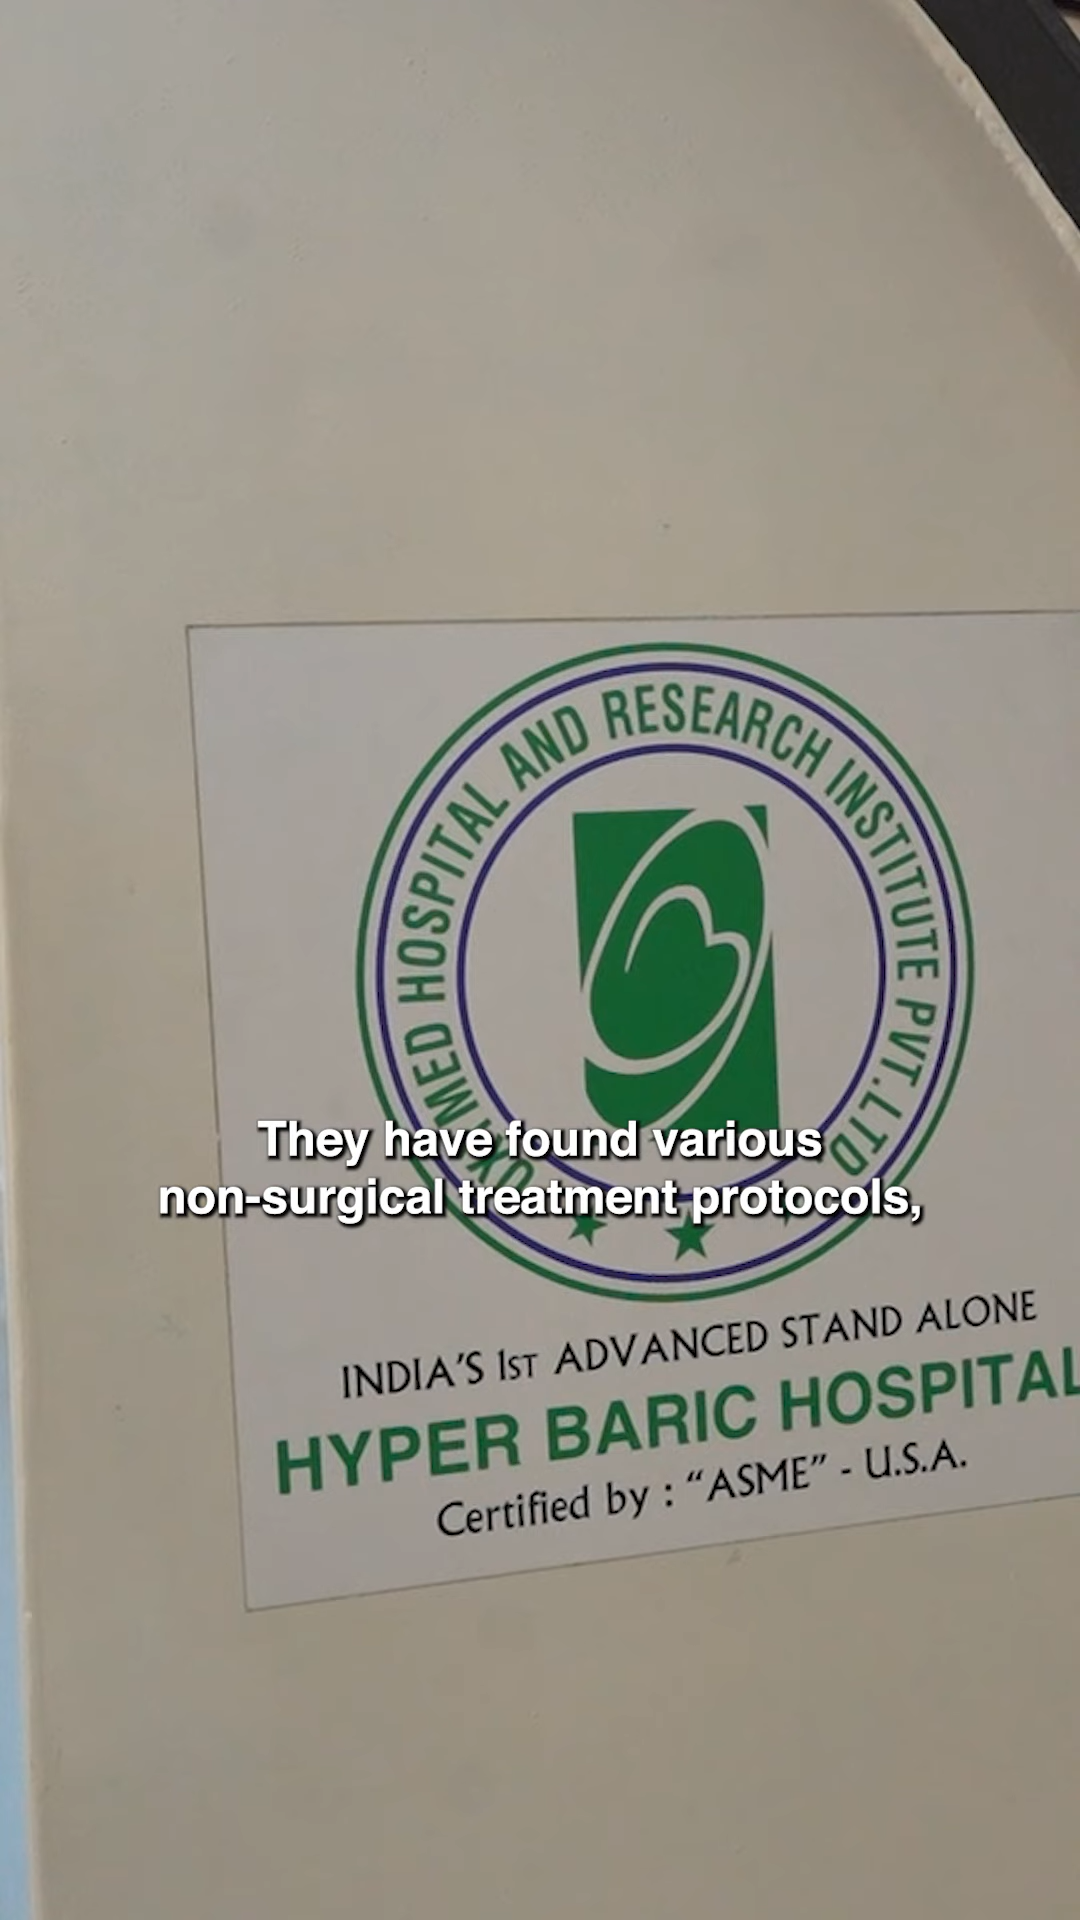 OXYMED HOSPITAL AND RESEARCH INSTITUTE PVT.LTD
They have found various
non-surgical treatment protocols,
INDIA'S 1ST ADVANCED STAND ALONE
HYPER BARIC HOSPITAL
Certified by : “ASME” - U.S.A.